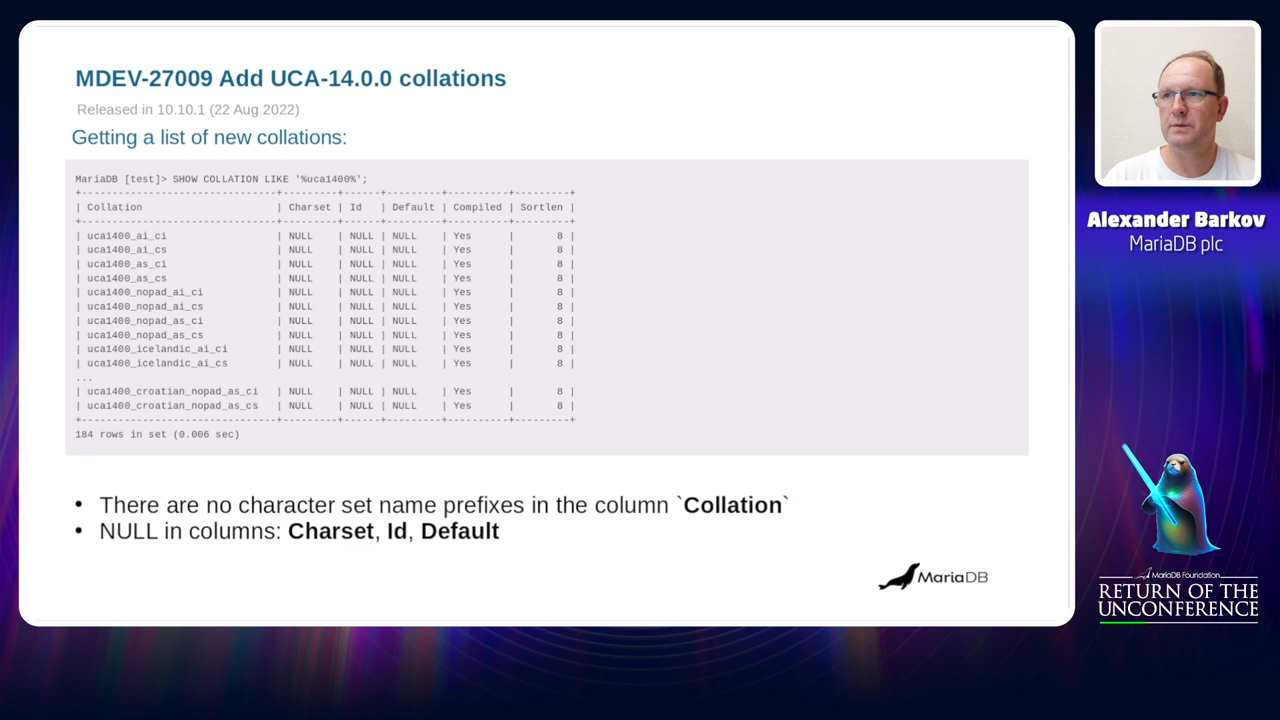 MDEV-27009 Add UCA-14.0.0 collations
Released in 10.10.1 (22 Aug 2022)
Getting a list of new collations:
MariaDB [test]> SHOW COLLATION LIKE '%uca1400%';
+--------------------------------+---------+------+---------+----------+---------+
| Collation                      | Charset | Id   | Default | Compiled | Sortlen |
+--------------------------------+---------+------+---------+----------+---------+
| uca1400_ai_ci                  | NULL    | NULL | NULL    | Yes      |       8 |
| uca1400_ai_cs                  | NULL    | NULL | NULL    | Yes      |       8 |
| uca1400_as_ci                  | NULL    | NULL | NULL    | Yes      |       8 |
| uca1400_as_cs                  | NULL    | NULL | NULL    | Yes      |       8 |
| uca1400_nopad_ai_ci            | NULL    | NULL | NULL    | Yes      |       8 |
| uca1400_nopad_ai_cs            | NULL    | NULL | NULL    | Yes      |       8 |
| uca1400_nopad_as_ci            | NULL    | NULL | NULL    | Yes      |       8 |
| uca1400_nopad_as_cs            | NULL    | NULL | NULL    | Yes      |       8 |
| uca1400_icelandic_ai_ci        | NULL    | NULL | NULL    | Yes      |       8 |
| uca1400_icelandic_ai_cs        | NULL    | NULL | NULL    | Yes      |       8 |
...
| uca1400_croatian_nopad_as_ci   | NULL    | NULL | NULL    | Yes      |       8 |
| uca1400_croatian_nopad_as_cs   | NULL    | NULL | NULL    | Yes      |       8 |
+--------------------------------+---------+------+---------+----------+---------+
184 rows in set (0.006 sec)
• There are no character set name prefixes in the column `Collation`
• NULL in columns: Charset, Id, Default
MariaDB
Alexander Barkov
MariaDB plc
MariaDB Foundation
RETURN OF THE
UNCONFERENCE